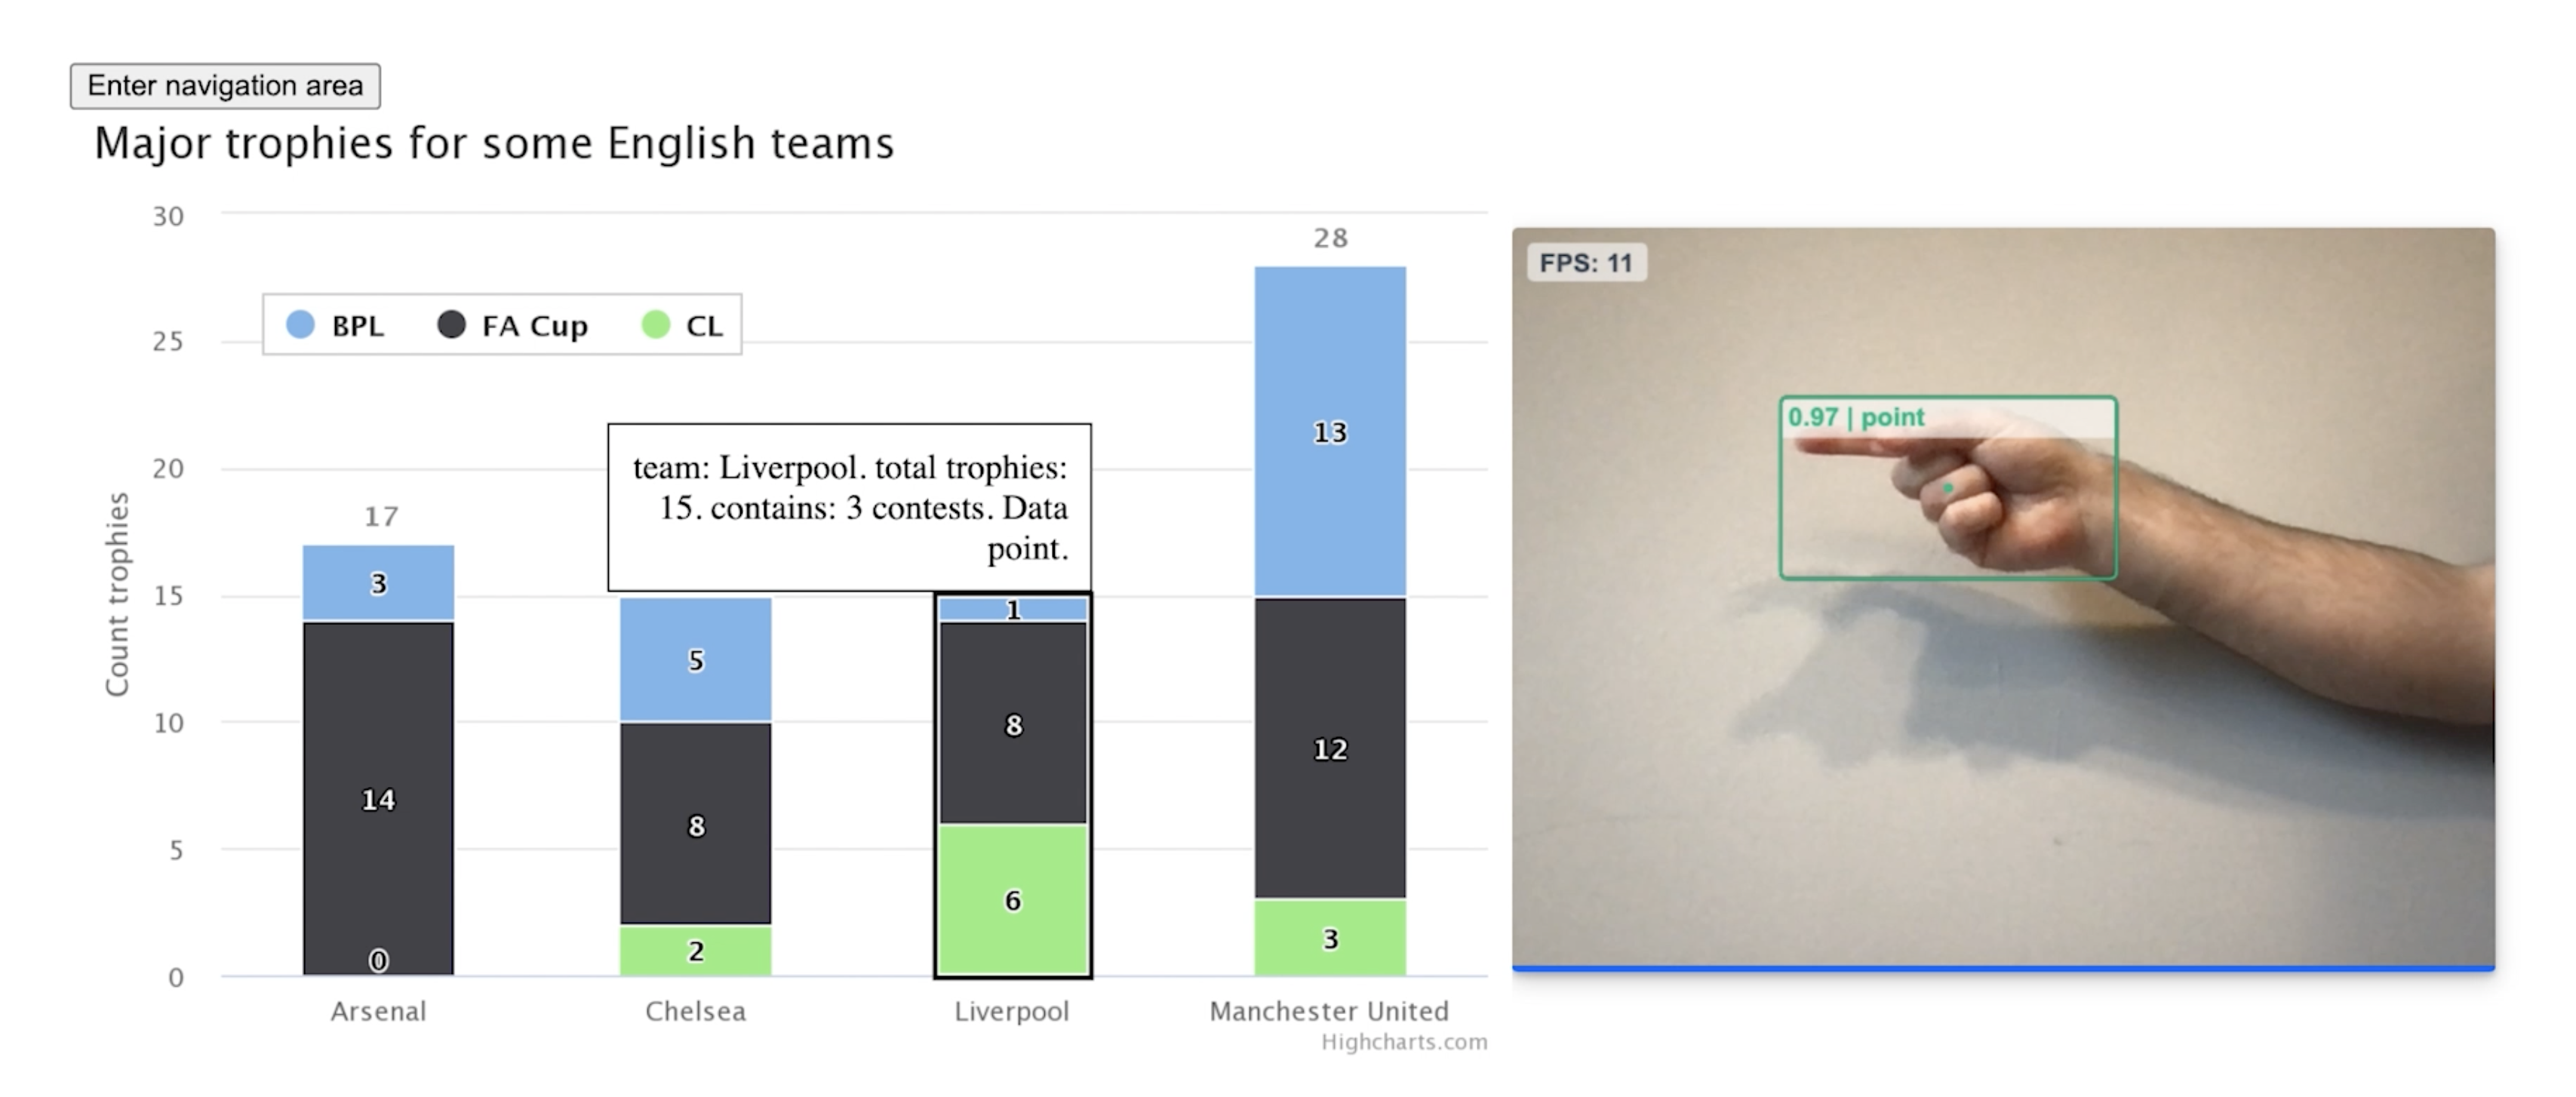 Enter navigation area
Major trophies for some English teams
Count trophies
30
25
20
15
10
5
0
BPL
FA Cup
CL
team: Liverpool. total trophies:
15. contains: 3 contests. Data
point.
17
3
14
0
5
8
2
1
8
6
28
13
12
3
Arsenal
Chelsea
Liverpool
Manchester United
Highcharts.com
FPS: 11
0.97 | point